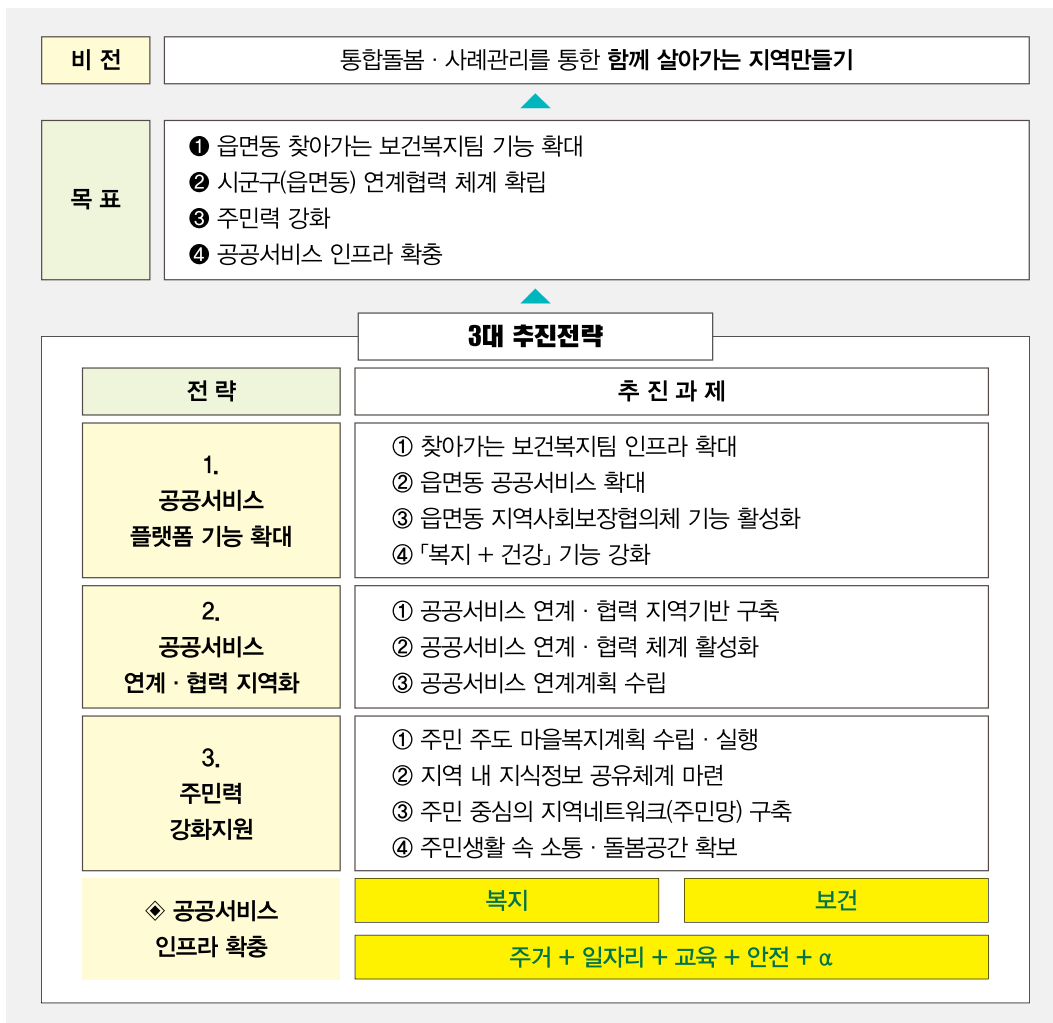 비 전
통합돌봄 · 사례관리를 통한 함께 살아가는 지역만들기
목 표
❶ 읍면동 찾아가는 보건복지팀 기능 확대
❷ 시군구(읍면동) 연계협력 체계 확립
❸ 주민력 강화
❹ 공공서비스 인프라 확충
3대 추진전략
전 략
추 진 과 제
1.
공공서비스
플랫폼 기능 확대
① 찾아가는 보건복지팀 인프라 확대
② 읍면동 공공서비스 확대
③ 읍면동 지역사회보장협의체 기능 활성화
④ 「복지 + 건강」 기능 강화
2.
공공서비스
연계 · 협력 지역화
① 공공서비스 연계 · 협력 지역기반 구축
② 공공서비스 연계 · 협력 체계 활성화
③ 공공서비스 연계계획 수립
3.
주민력
강화지원
① 주민 주도 마을복지계획 수립 · 실행
② 지역 내 지식정보 공유체계 마련
③ 주민 중심의 지역네트워크(주민망) 구축
④ 주민생활 속 소통 · 돌봄공간 확보
◈ 공공서비스
인프라 확충
복지
보건
주거 + 일자리 + 교육 + 안전 + α